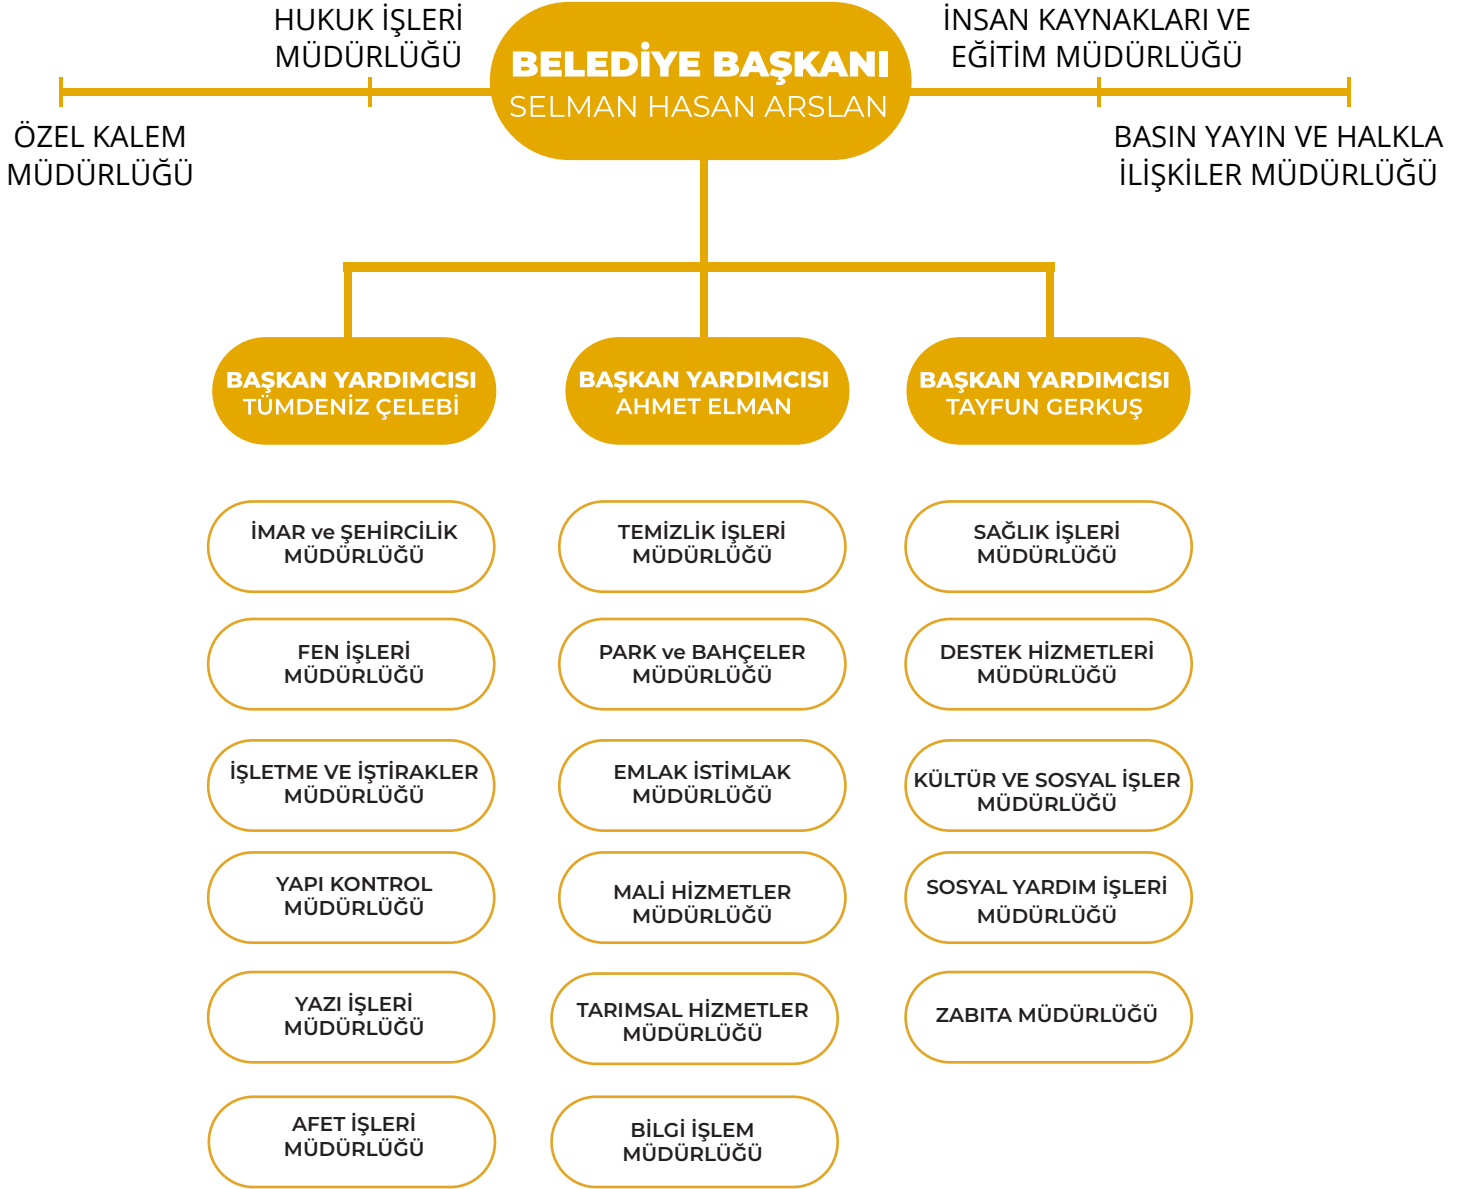 HUKUK İŞLERİ
MÜDÜRLÜĞÜ
BELEDİYE BAŞKANI
SELMAN HASAN ARSLAN
İNSAN KAYNAKLARI VE
EĞİTİM MÜDÜRLÜĞÜ
ÖZEL KALEM
MÜDÜRLÜĞÜ
BASIN YAYIN VE HALKLA
İLİŞKİLER MÜDÜRLÜĞÜ
BAŞKAN YARDIMCISI
TÜMDENİZ ÇELEBİ
İMAR ve ŞEHİRCİLİK
MÜDÜRLÜĞÜ
FEN İŞLERİ
MÜDÜRLÜĞÜ
İŞLETME VE İŞTİRAKLER
MÜDÜRLÜĞÜ
YAPI KONTROL
MÜDÜRLÜĞÜ
YAZI İŞLERİ
MÜDÜRLÜĞÜ
AFET İŞLERİ
MÜDÜRLÜĞÜ
BAŞKAN YARDIMCISI
AHMET ELMAN
TEMİZLİK İŞLERİ
MÜDÜRLÜĞÜ
PARK ve BAHÇELER
MÜDÜRLÜĞÜ
EMLAK İSTİMLAK
MÜDÜRLÜĞÜ
MALİ HİZMETLER
MÜDÜRLÜĞÜ
TARIMSAL HİZMETLER
MÜDÜRLÜĞÜ
BİLGİ İŞLEM
MÜDÜRLÜĞÜ
BAŞKAN YARDIMCISI
TAYFUN GERKUŞ
SAĞLIK İŞLERİ
MÜDÜRLÜĞÜ
DESTEK HİZMETLERİ
MÜDÜRLÜĞÜ
KÜLTÜR VE SOSYAL İŞLER
MÜDÜRLÜĞÜ
SOSYAL YARDIM İŞLERİ
MÜDÜRLÜĞÜ
ZABITA MÜDÜRLÜĞÜ